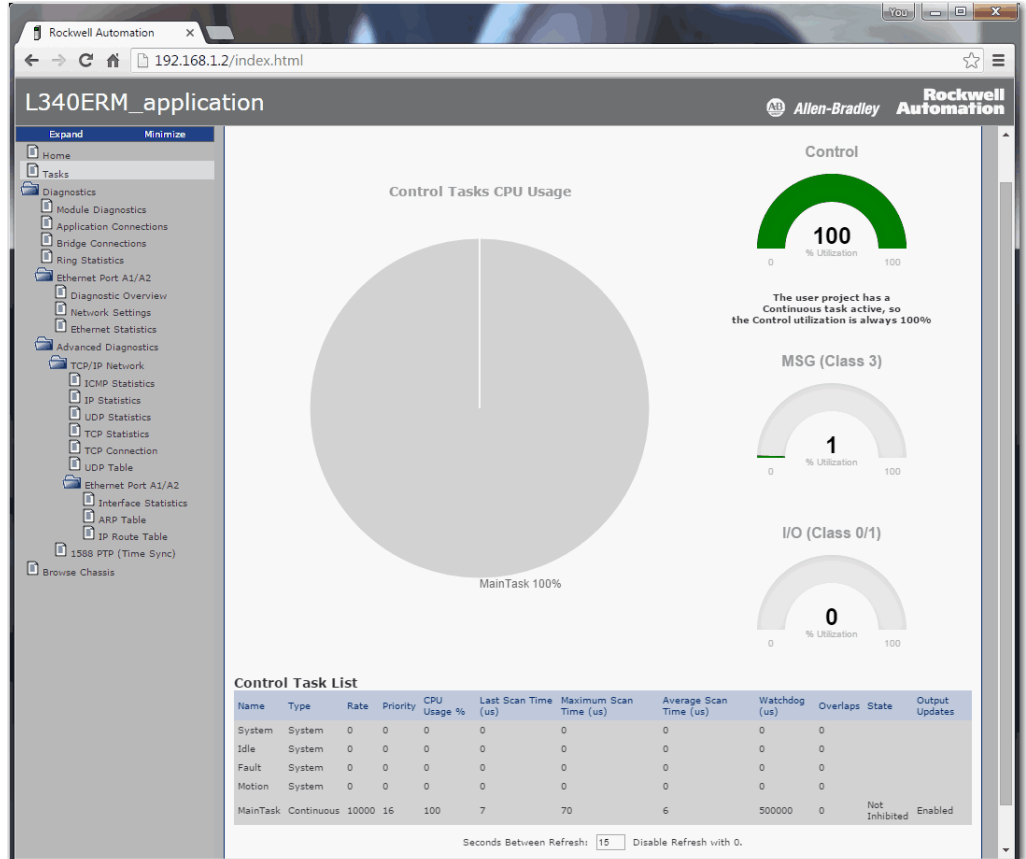 You
Rockwell Automation
192.168.1.2/index.html
L340ERM_application
AB Allen-Bradley
Rockwell
Automation
Expand Minimize
Home
Tasks
Diagnostics
Module Diagnostics
Application Connections
Bridge Connections
Ring Statistics
Ethernet Port A1/A2
Diagnostic Overview
Network Settings
Ethernet Statistics
Advanced Diagnostics
TCP/IP Network
ICMP Statistics
IP Statistics
UDP Statistics
TCP Statistics
TCP Connection
UDP Table
Ethernet Port A1/A2
Interface Statistics
ARP Table
IP Route Table
1588 PTP (Time Sync)
Browse Chassis
Control Tasks CPU Usage
MainTask 100%
Control
100
% Utilization
0 100
The user project has a
Continuous task active, so
the Control utilization is always 100%
MSG (Class 3)
1
% Utilization
0 100
I/O (Class 0/1)
0
% Utilization
0 100
Control Task List
Name Type Rate Priority CPU Usage % Last Scan Time (us) Maximum Scan Time (us) Average Scan Time (us) Watchdog (us) Overlaps State Output Updates
System System 0 0 0 0 0 0 0 0
Idle System 0 0 0 0 0 0 0 0
Fault System 0 0 0 0 0 0 0 0
Motion System 0 0 0 0 0 0 0 0
MainTask Continuous 10000 16 100 7 70 6 500000 0 Not Inhibited Enabled
Seconds Between Refresh: 15 Disable Refresh with 0.